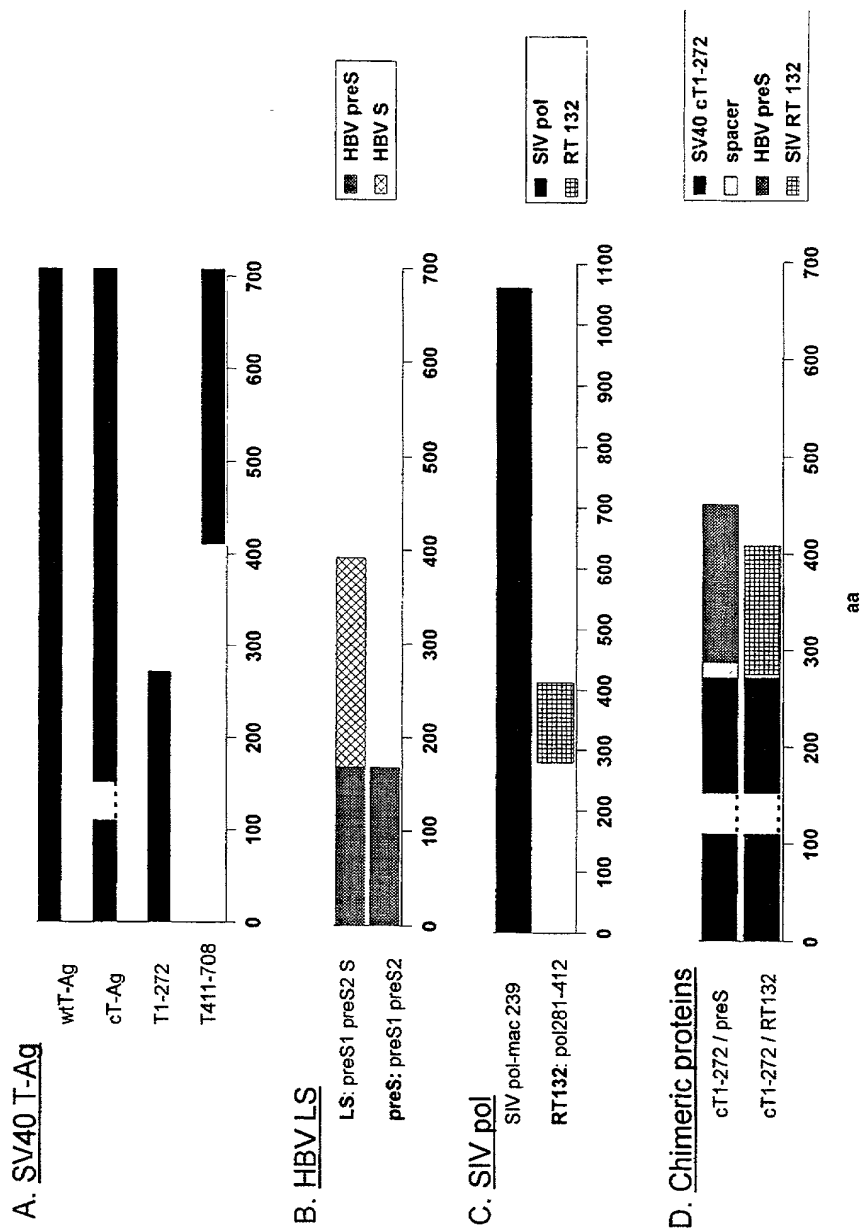 A. SV40 T-Ag
wtT-Ag
cT-Ag
T1-272
T411-708
0 100 200 300 400 500 600 700
B. HBV LS
LS: preS1 preS2 S
preS: preS1 preS2
0 100 200 300 400 500 600 700
HBV preS
HBV S
C. SIV pol
SIV pol-mac 239
RT132: pol281-412
0 100 200 300 400 500 600 700 800 900 1000 1100
SIV pol
RT 132
D. Chimeric proteins
cT1-272 / preS
cT1-272 / RT132
0 100 200 300 400 500 600 700
aa
SV40 cT1-272
spacer
HBV preS
SIV RT 132